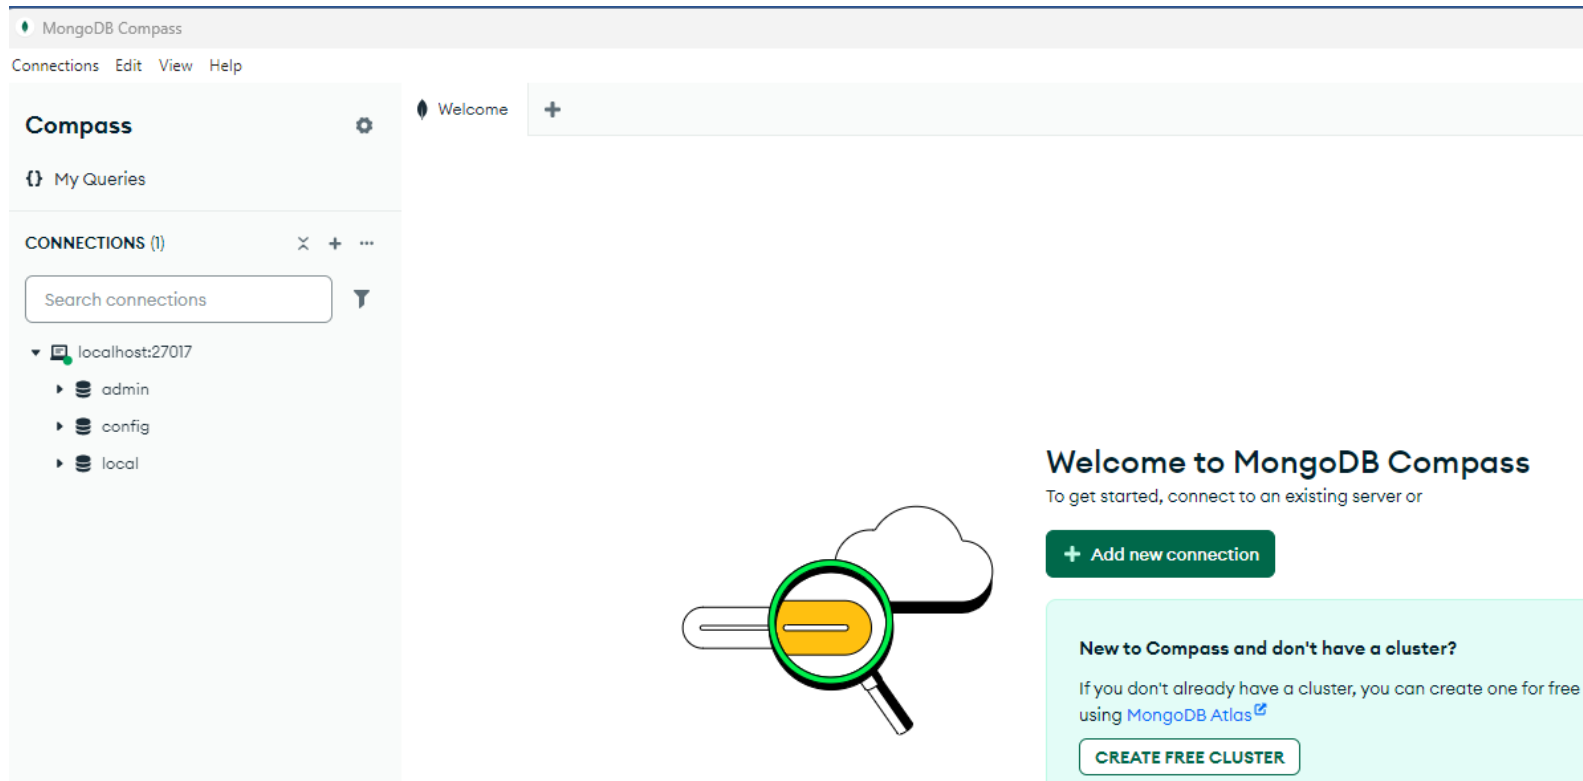 MongoDB Compass
Connections Edit View Help
Compass
Welcome
{} My Queries
CONNECTIONS (1)
Search connections
localhost:27017
admin
config
local
Welcome to MongoDB Compass
To get started, connect to an existing server or
Add new connection
New to Compass and don't have a cluster?
If you don't already have a cluster, you can create one for free
using MongoDB Atlas
CREATE FREE CLUSTER